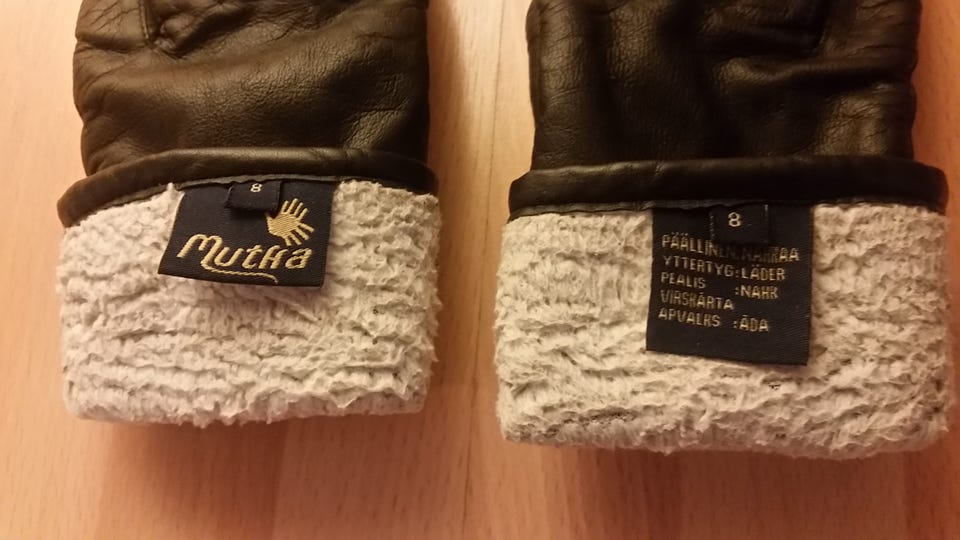 8
Mutka
8
PÄÄLLINEN:NAHKAA
YTTERTYG:LÄDER
PEALIS :NAHK
VIRSKÄRTA
APVALKS :ĀDA